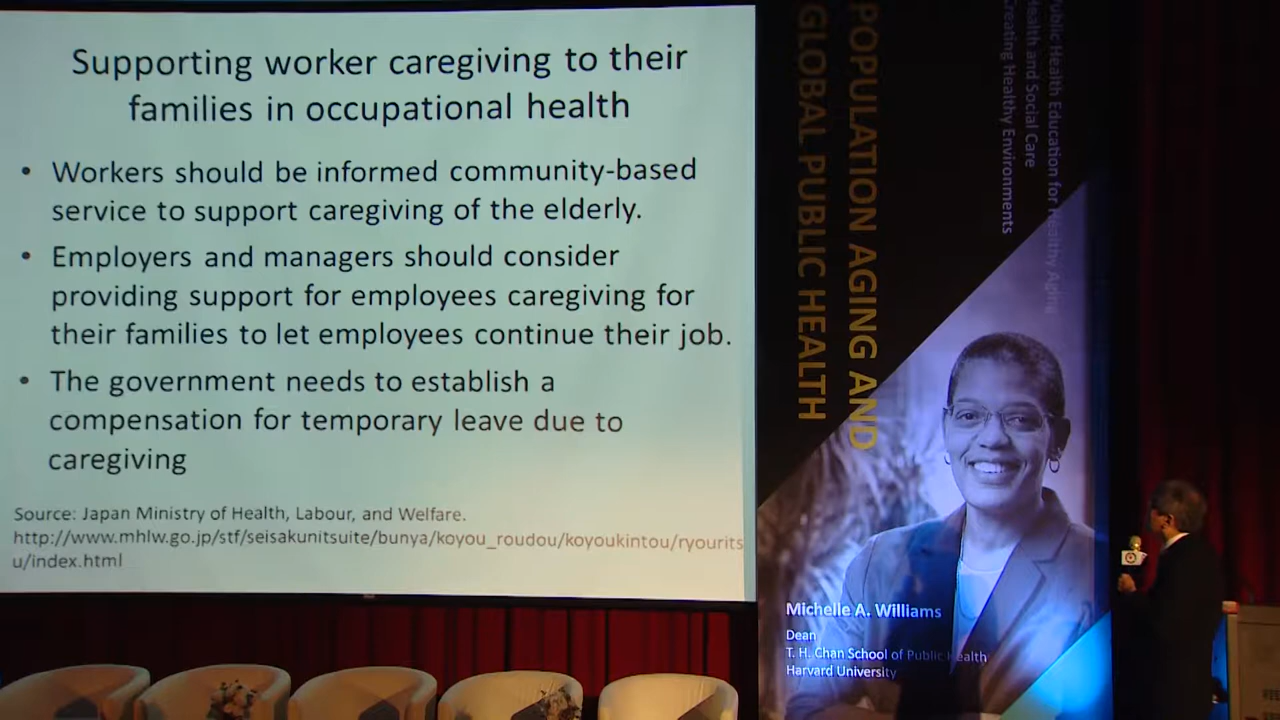 Supporting worker caregiving to their
families in occupational health
• Workers should be informed community-based
service to support caregiving of the elderly.
• Employers and managers should consider
providing support for employees caregiving for
their families to let employees continue their job.
• The government needs to establish a
compensation for temporary leave due to
caregiving
Source: Japan Ministry of Health, Labour, and Welfare.
http://www.mhlw.go.jp/stf/seisakunitsuite/bunya/koyou_roudou/koyoukintou/ryourits
u/index.html
POPULATION AGING AND
GLOBAL PUBLIC HEALTH
Public Health Education for Healthy Aging
Health and Social Care
Creating Healthy Environments
Michelle A. Williams
Dean
T. H. Chan School of Public Health
Harvard University